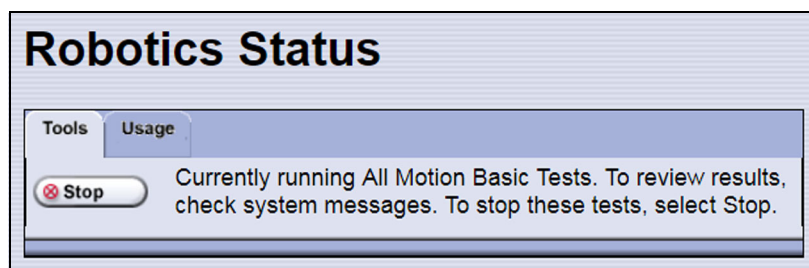 Robotics Status
Tools Usage
Stop
Currently running All Motion Basic Tests. To review results,
check system messages. To stop these tests, select Stop.